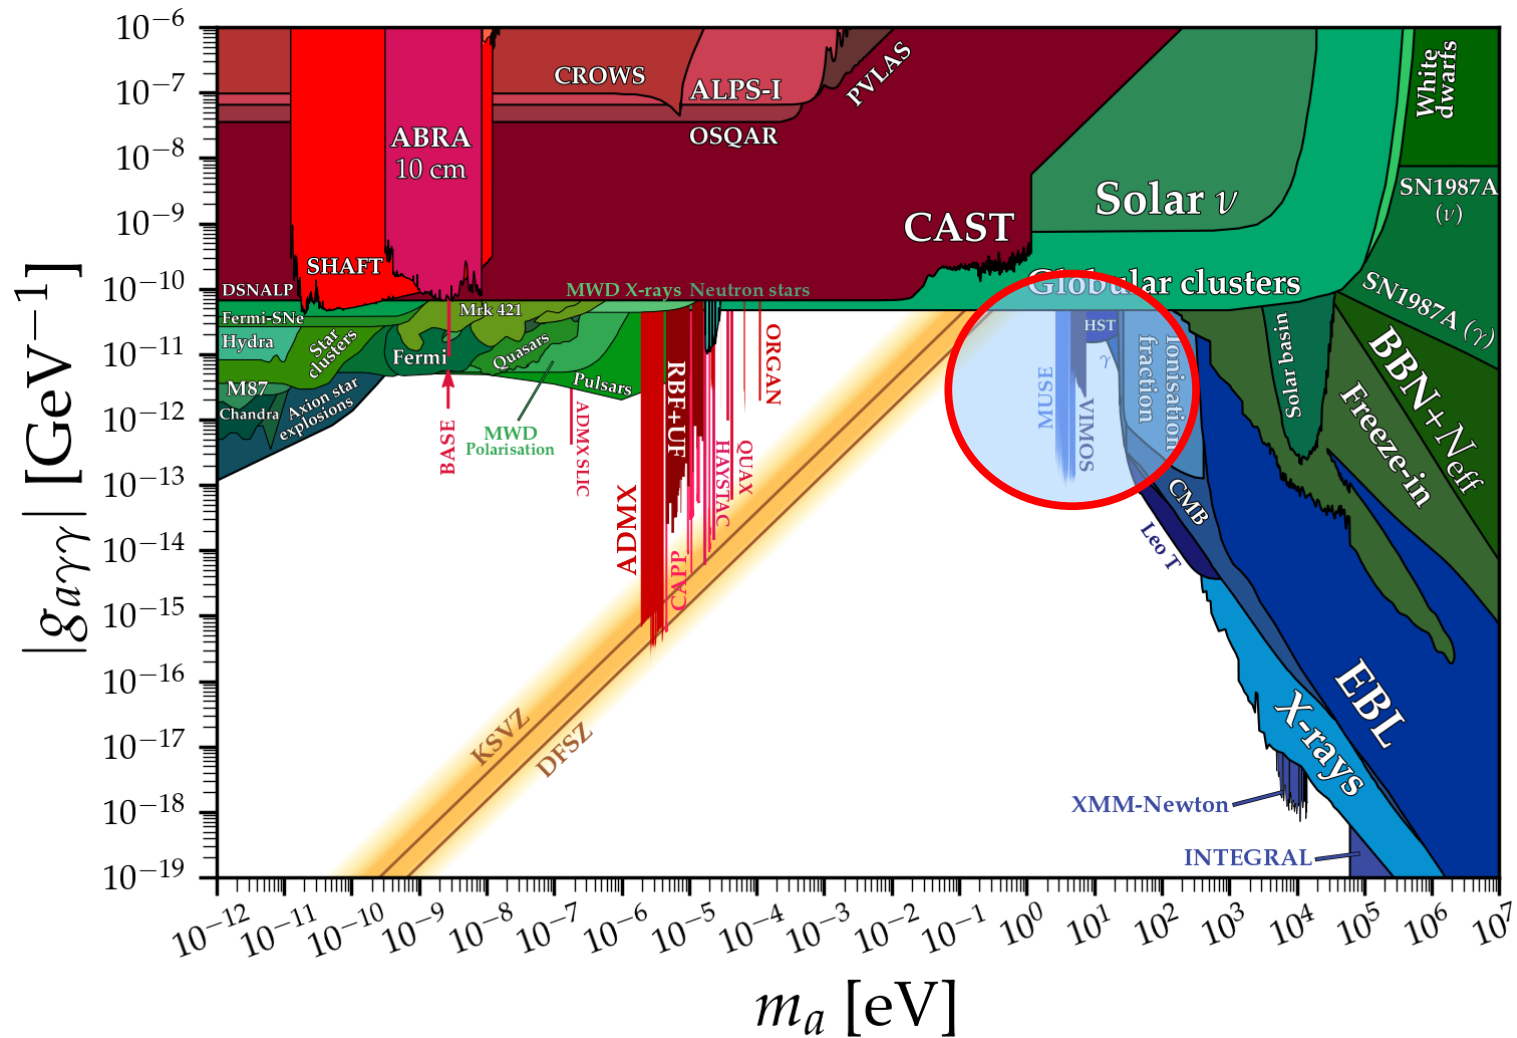 |g_{aγγ}| [GeV^{−1}]
10^{−6}
10^{−7}
10^{−8}
10^{−9}
10^{−10}
10^{−11}
10^{−12}
10^{−13}
10^{−14}
10^{−15}
10^{−16}
10^{−17}
10^{−18}
10^{−19}
CROWS
ALPS-I
OSQAR
PVLAS
ABRA
10 cm
SHAFT
CAST
Solar ν
Globular clusters
White
dwarfs
SN1987A
(ν)
SN1987A (γ)
DSNALP
Fermi-SNe
Hydra
M87
Chandra
Star
clusters
Axion star
explosions
Fermi
Mrk 421
Quasars
Pulsars
MWD X-rays
Neutron stars
MWD
Polarisation
BASE
ADMX SLIC
ADMX
RBF+UF
CAPP
HAYSTAC
QUAX
ORGAN
KSVZ
DFSZ
MUSE
VIMOS
HST
γ
Ionisation
fraction
CMB
Leo T
Solar basin
Freeze-in
BBN+N_{eff}
EBL
X-rays
XMM-Newton
INTEGRAL
10^{−12}
10^{−11}
10^{−10}
10^{−9}
10^{−8}
10^{−7}
10^{−6}
10^{−5}
10^{−4}
10^{−3}
10^{−2}
10^{−1}
10^{0}
10^{1}
10^{2}
10^{3}
10^{4}
10^{5}
10^{6}
10^{7}
m_a [eV]